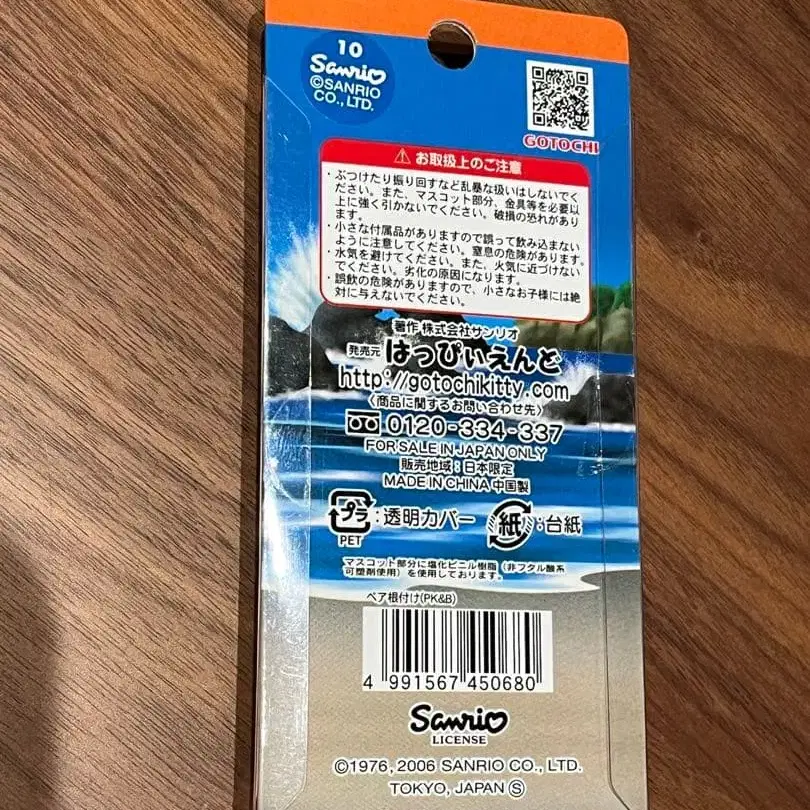 10
Sanrio
©SANRIO
CO., LTD.
GOTOCHI
お取扱上のご注意
・ぶつけたり振り回すなど乱暴な扱いはしないでく
ださい。また、マスコット部分、金具等を必要以
上に強く引かないでください。破損の恐れがあり
ます。
・小さな付属品がありますので誤って飲み込まない
ように注意してください。窒息の危険があります。
・水気を避けてください。また、火気に近づけない
でください。劣化の原因になります。
・誤飲の危険がありますので、小さなお子様には絶
対に与えないでください。
著作 株式会社サンリオ
発売元 はっぴぃえんど
http://gotochikitty.com
〈商品に関するお問い合わせ先〉
0120-334-337
FOR SALE IN JAPAN ONLY
販売地域：日本限定
MADE IN CHINA 中国製
プラ：透明カバー 紙：台紙
PET
マスコット部分に塩化ビニル樹脂（非フタル酸系
可塑剤使用）を使用しております。
ペア根付け(PK&B)
4 991567 450680
Sanrio
LICENSE
©1976, 2006 SANRIO CO., LTD.
TOKYO, JAPAN Ⓢ